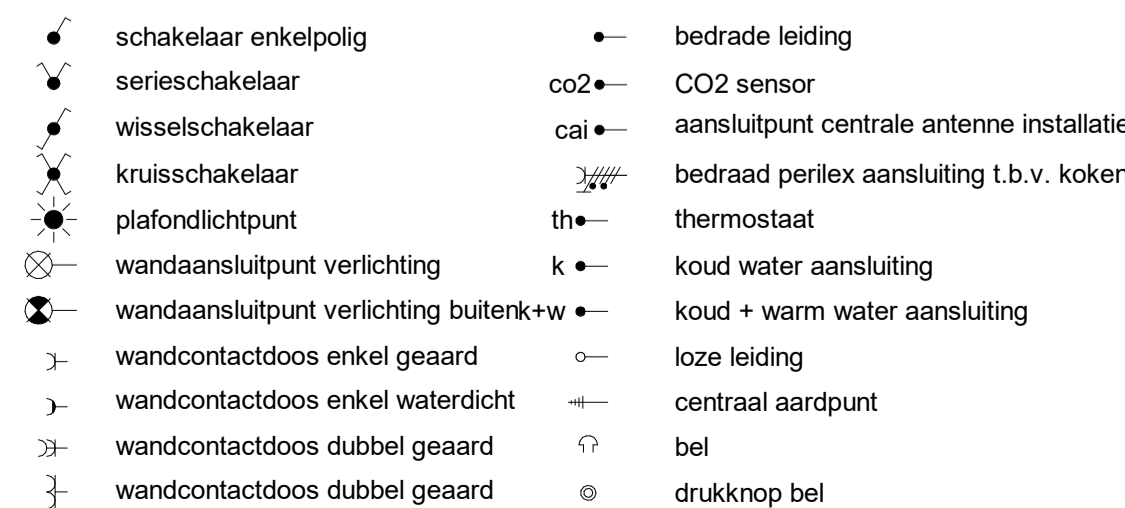 schakelaar enkelpolig
serieschakelaar
wisselschakelaar
kruisschakelaar
plafondlichtpunt
wandaansluitpunt verlichting
wandaansluitpunt verlichting buiten
wandcontactdoos enkel geaard
wandcontactdoos enkel waterdicht
wandcontactdoos dubbel geaard
wandcontactdoos dubbel geaard
bedrade leiding
co2 CO2 sensor
cai aansluitpunt centrale antenne installatie
bedraad perilex aansluiting t.b.v. koken
th thermostaat
k koud water aansluiting
k+w koud + warm water aansluiting
loze leiding
centraal aardpunt
bel
drukknop bel